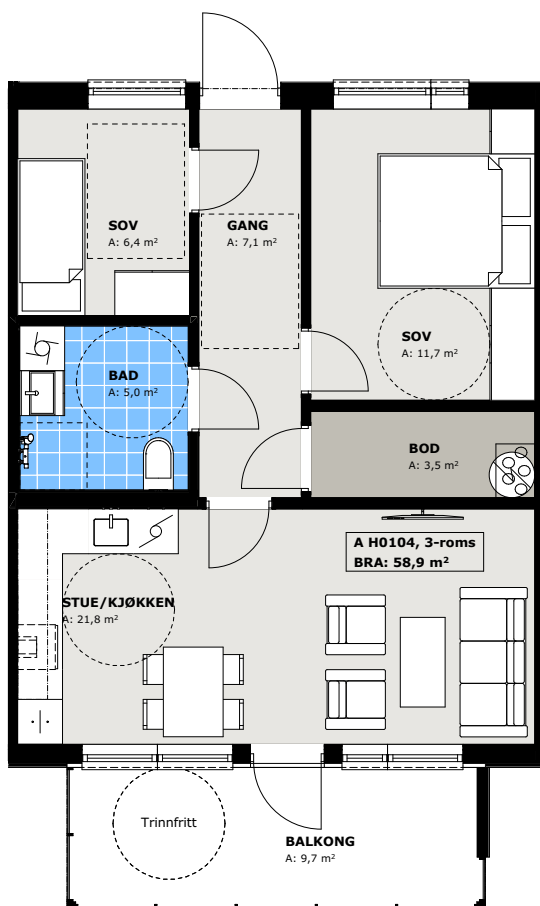 SOV
A: 6,4 m²
GANG
A: 7,1 m²
SOV
A: 11,7 m²
BAD
A: 5,0 m²
BOD
A: 3,5 m²
A H0104, 3-roms
BRA: 58,9 m²
STUE/KJØKKEN
A: 21,8 m²
Trinnfritt
BALKONG
A: 9,7 m²